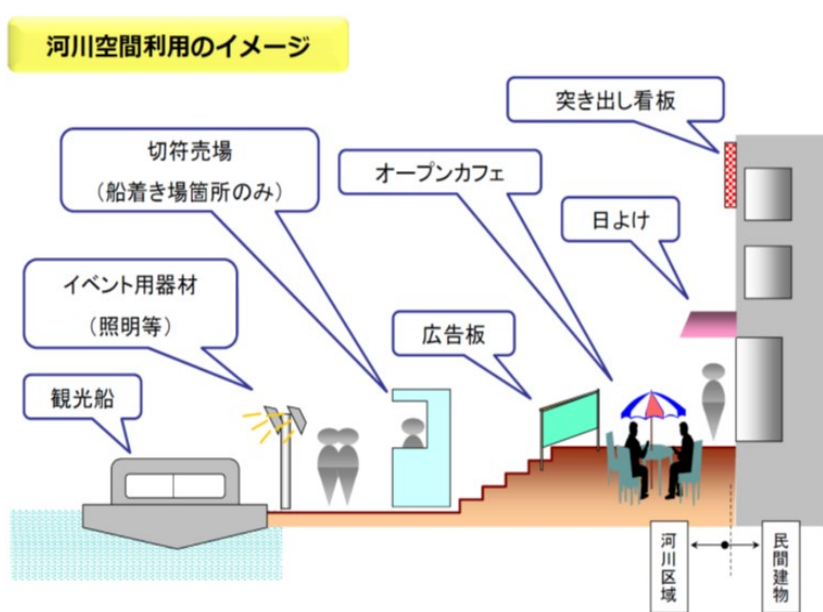 河川空間利用のイメージ
突き出し看板
切符売場
（船着き場箇所のみ）
オープンカフェ
日よけ
イベント用器材
（照明等）
広告板
観光船
河川区域
民間建物